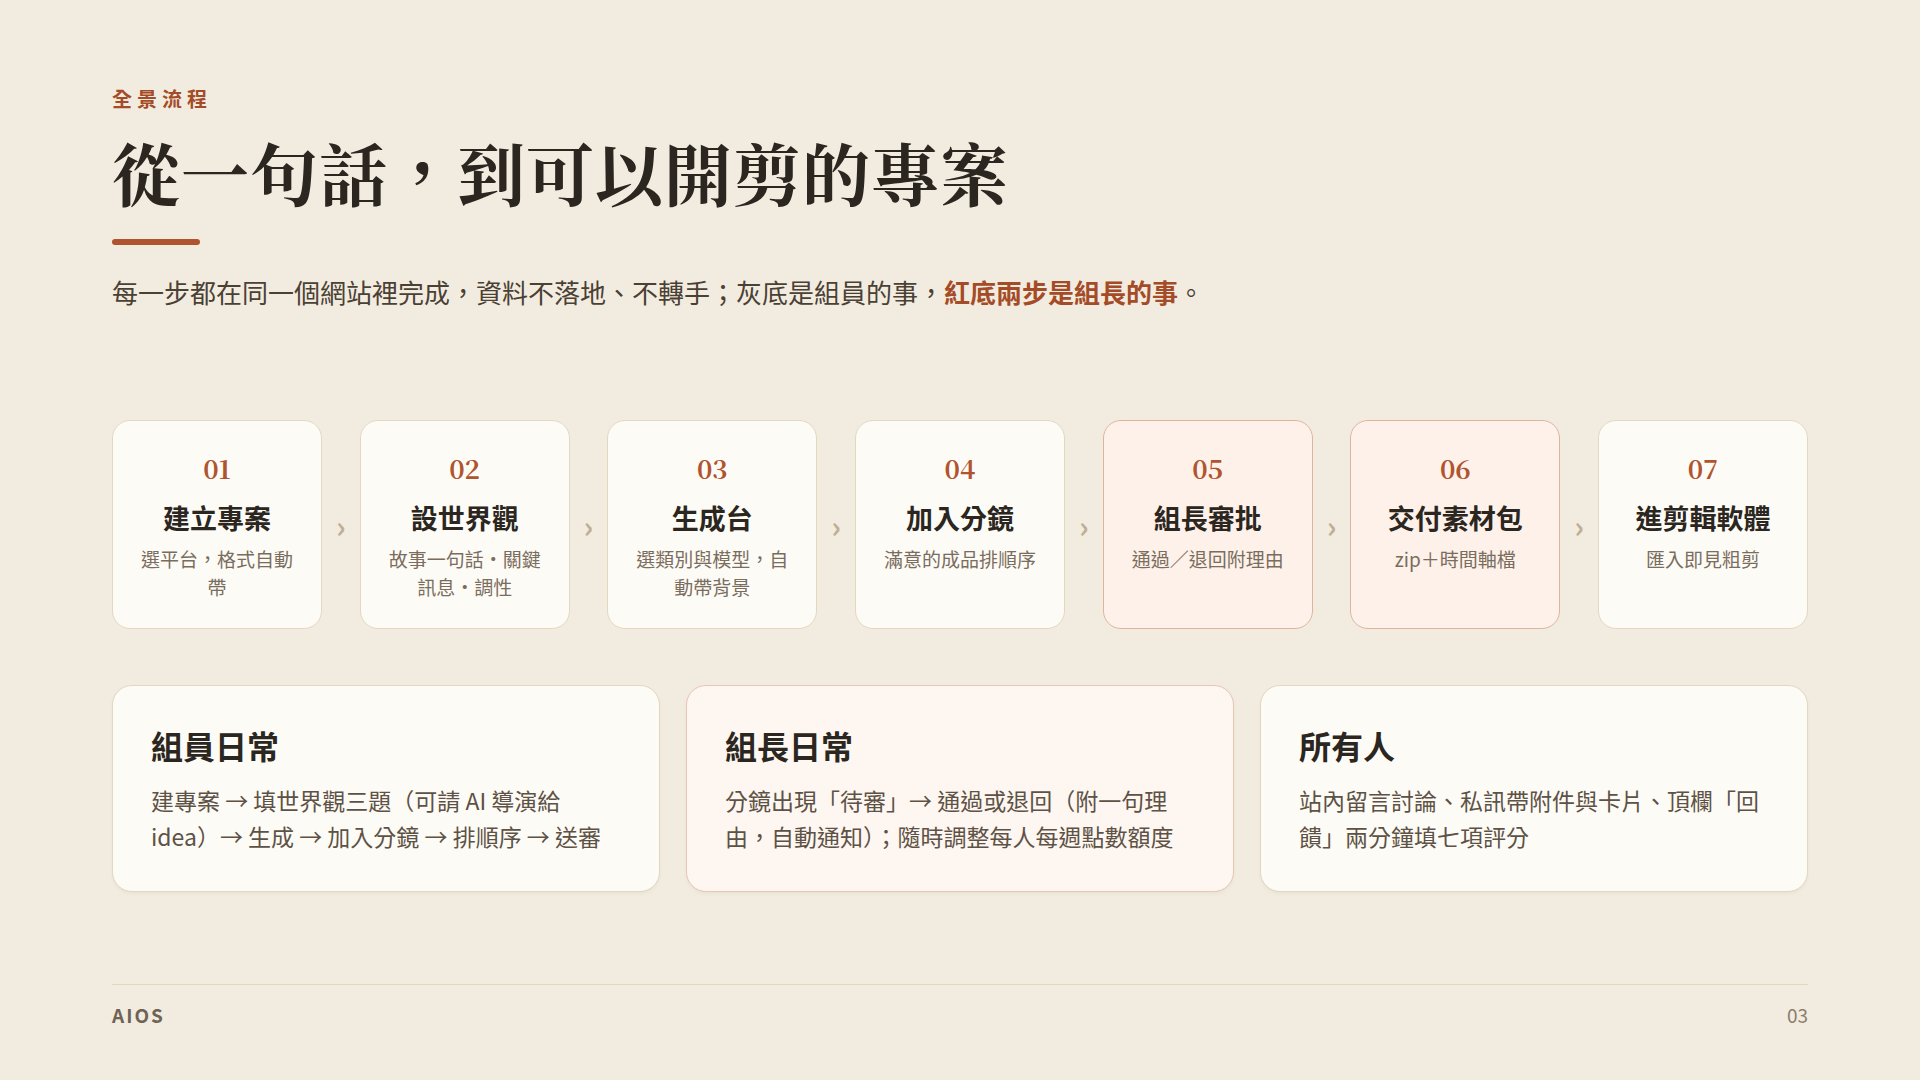 全景流程
從一句話，到可以開剪的專案
每一步都在同一個網站裡完成，資料不落地、不轉手；灰底是組員的事，紅底兩步是組長的事。
01
建立專案
選平台，格式自動
帶
›
02
設世界觀
故事一句話・關鍵
訊息・調性
›
03
生成台
選類別與模型，自
動帶背景
›
04
加入分鏡
滿意的成品排順序
›
05
組長審批
通過／退回附理由
›
06
交付素材包
zip＋時間軸檔
›
07
進剪輯軟體
匯入即見粗剪
組員日常
建專案 → 填世界觀三題（可請 AI 導演給
idea）→ 生成 → 加入分鏡 → 排順序 → 送審
組長日常
分鏡出現「待審」→ 通過或退回（附一句理
由，自動通知）；隨時調整每人每週點數額度
所有人
站內留言討論、私訊帶附件與卡片、頂欄「回
饋」兩分鐘填七項評分
AIOS
03